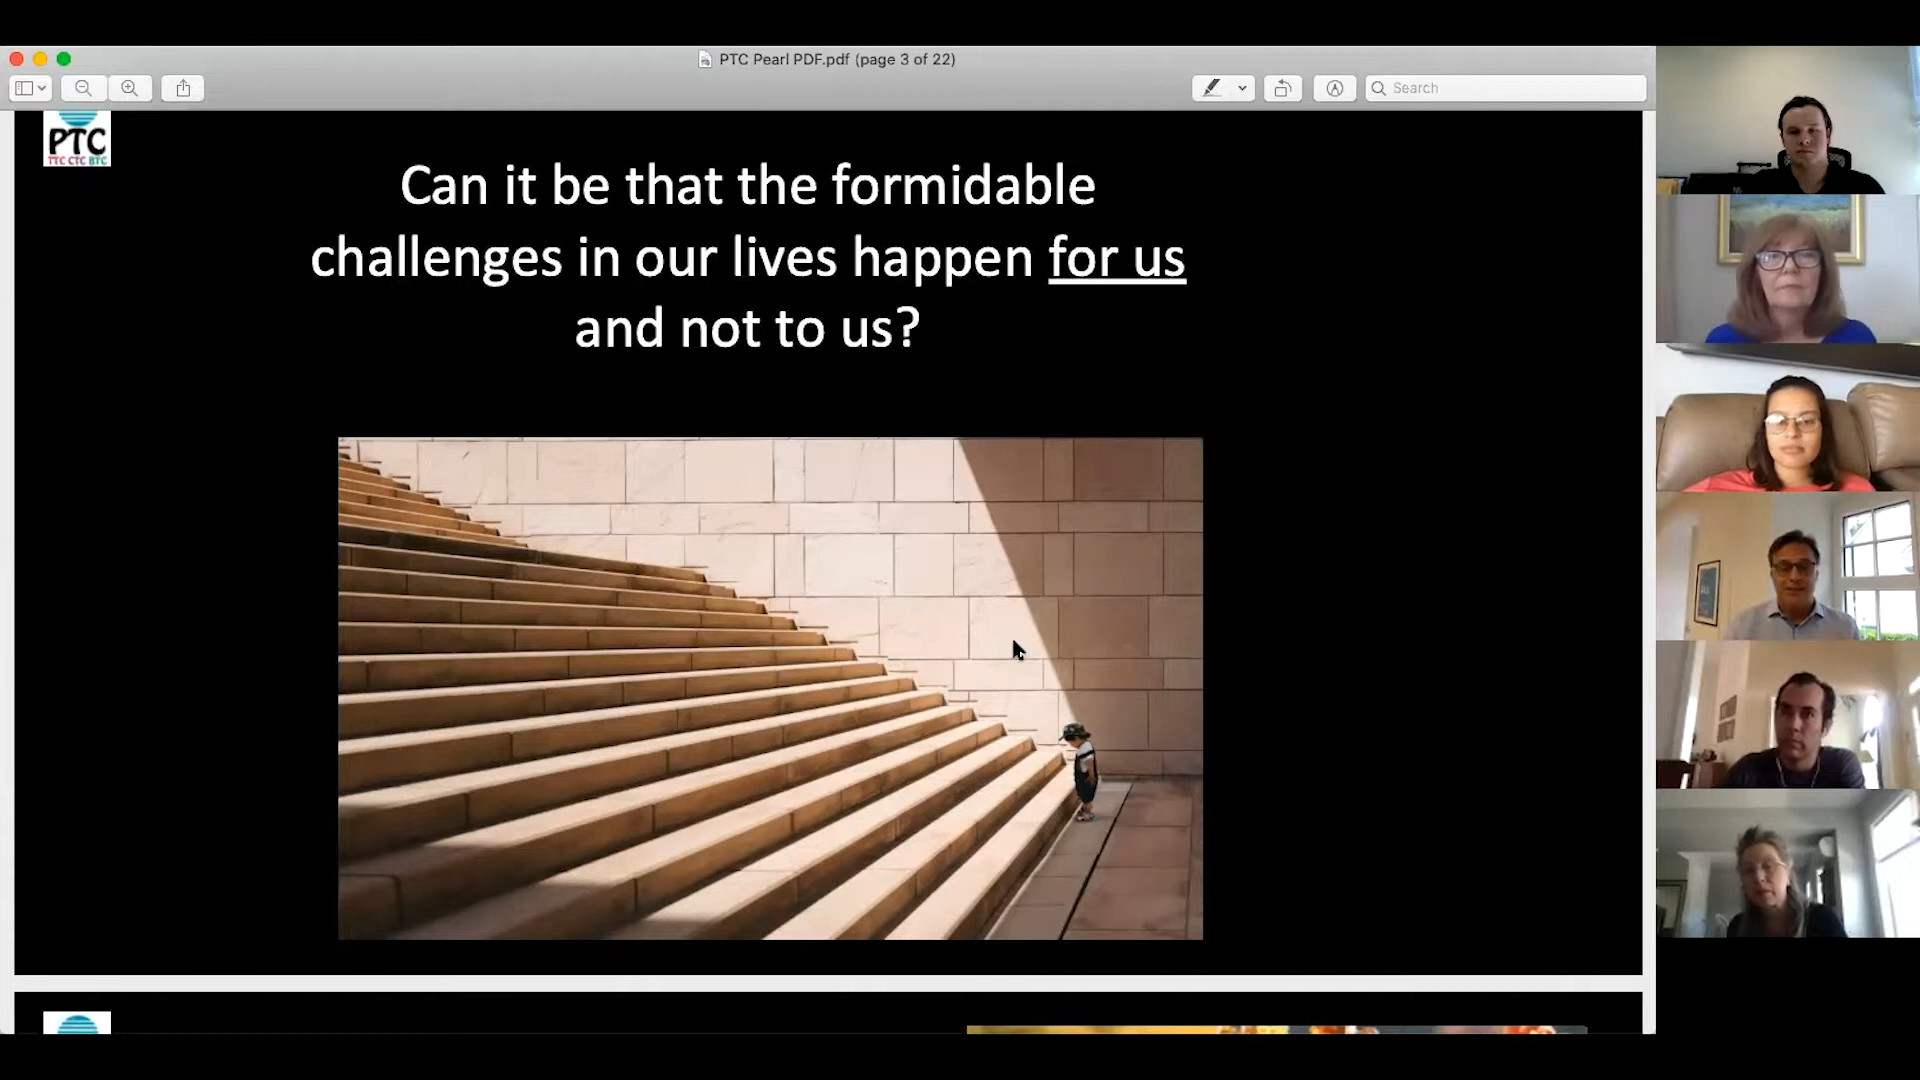 PTC Pearl PDF.pdf (page 3 of 22)
Search
PTC
TTC CTC BTC
Can it be that the formidable
challenges in our lives happen for us
and not to us?